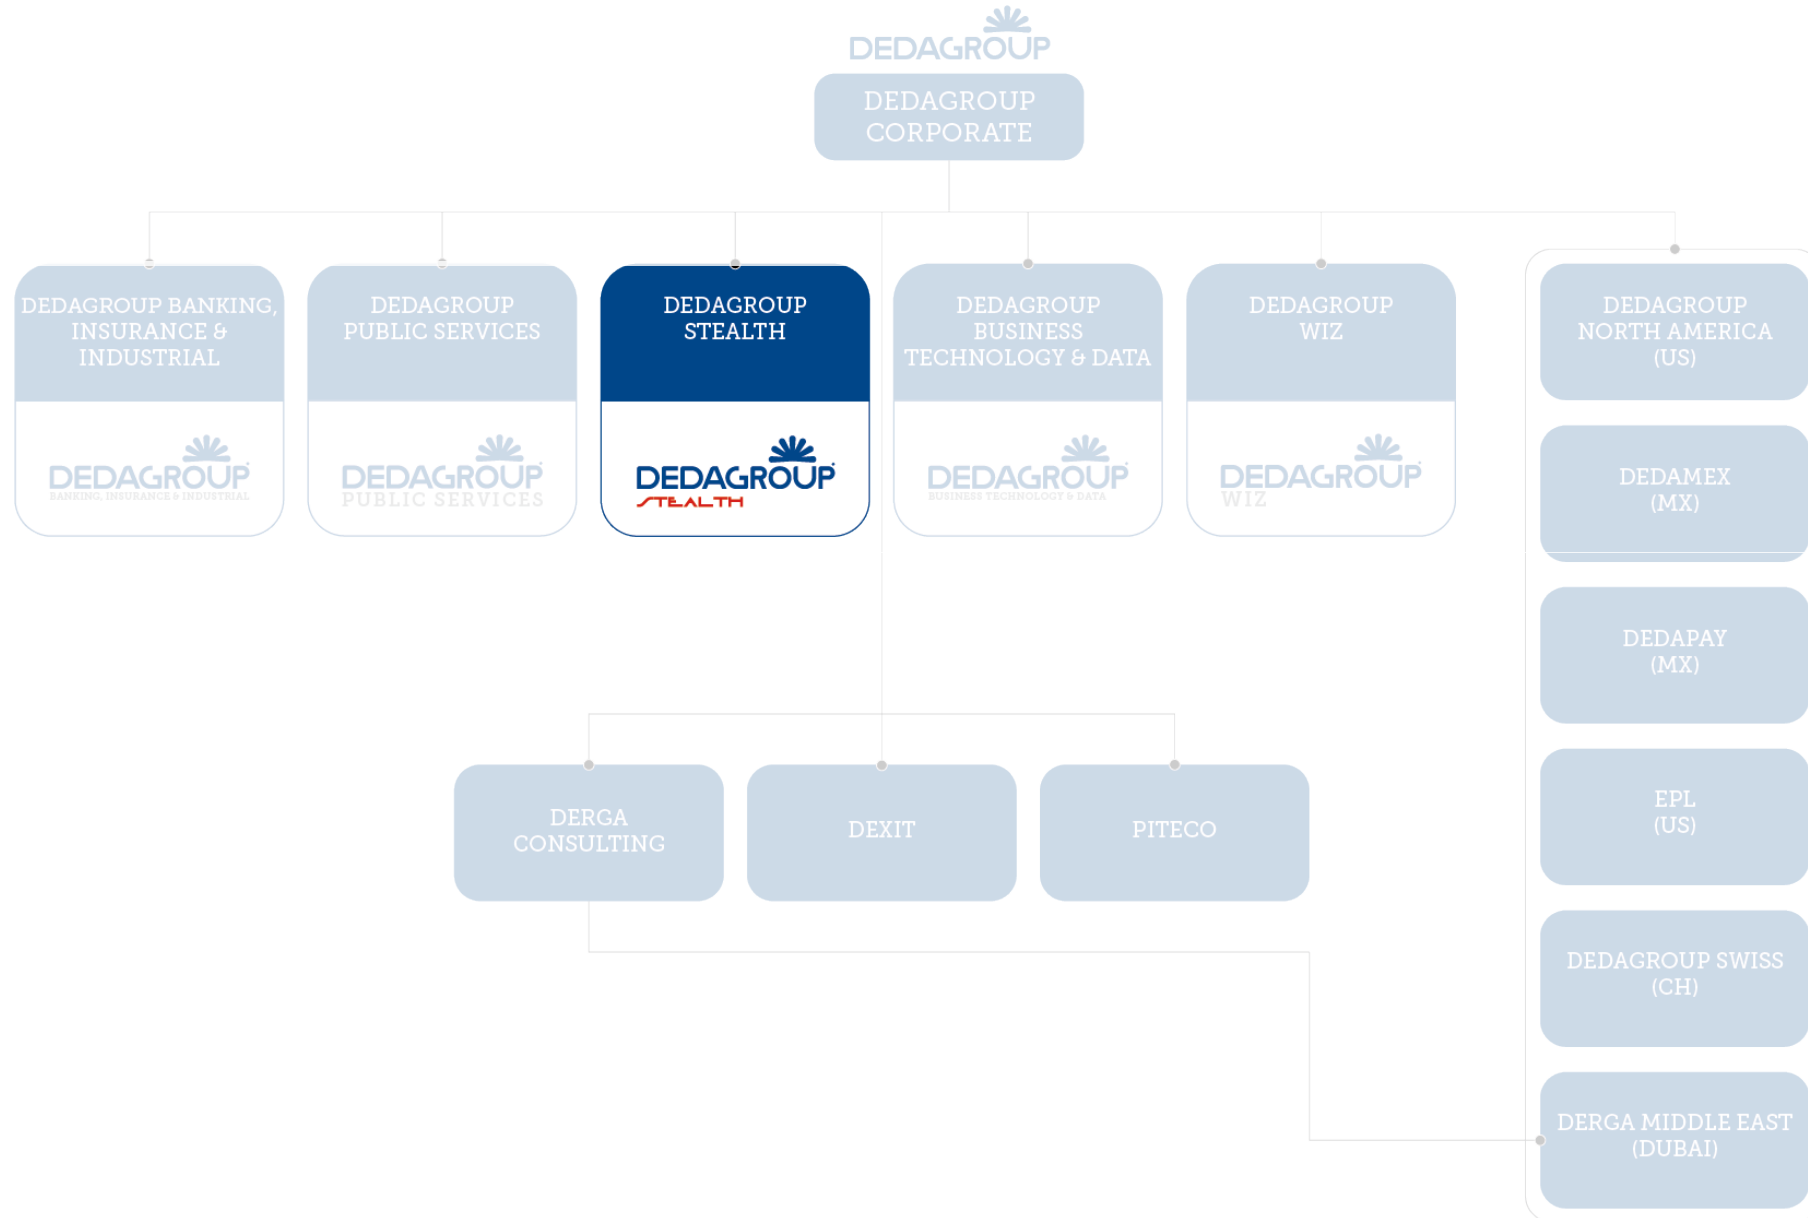 DEDAGROUP
DEDAGROUP
CORPORATE
DEDAGROUP BANKING,
INSURANCE &
INDUSTRIAL
DEDAGROUP
BANKING, INSURANCE & INDUSTRIAL
DEDAGROUP
PUBLIC SERVICES
DEDAGROUP
PUBLIC SERVICES
DEDAGROUP
STEALTH
DEDAGROUP
STEALTH
DEDAGROUP
BUSINESS
TECHNOLOGY & DATA
DEDAGROUP
BUSINESS TECHNOLOGY & DATA
DEDAGROUP
WIZ
DEDAGROUP
WIZ
DEDAGROUP
NORTH AMERICA
(US)
DEDAMEX
(MX)
DEDAPAY
(MX)
EPL
(US)
DEDAGROUP SWISS
(CH)
DERGA MIDDLE EAST
(DUBAI)
DERGA
CONSULTING
DEXIT
PITECO